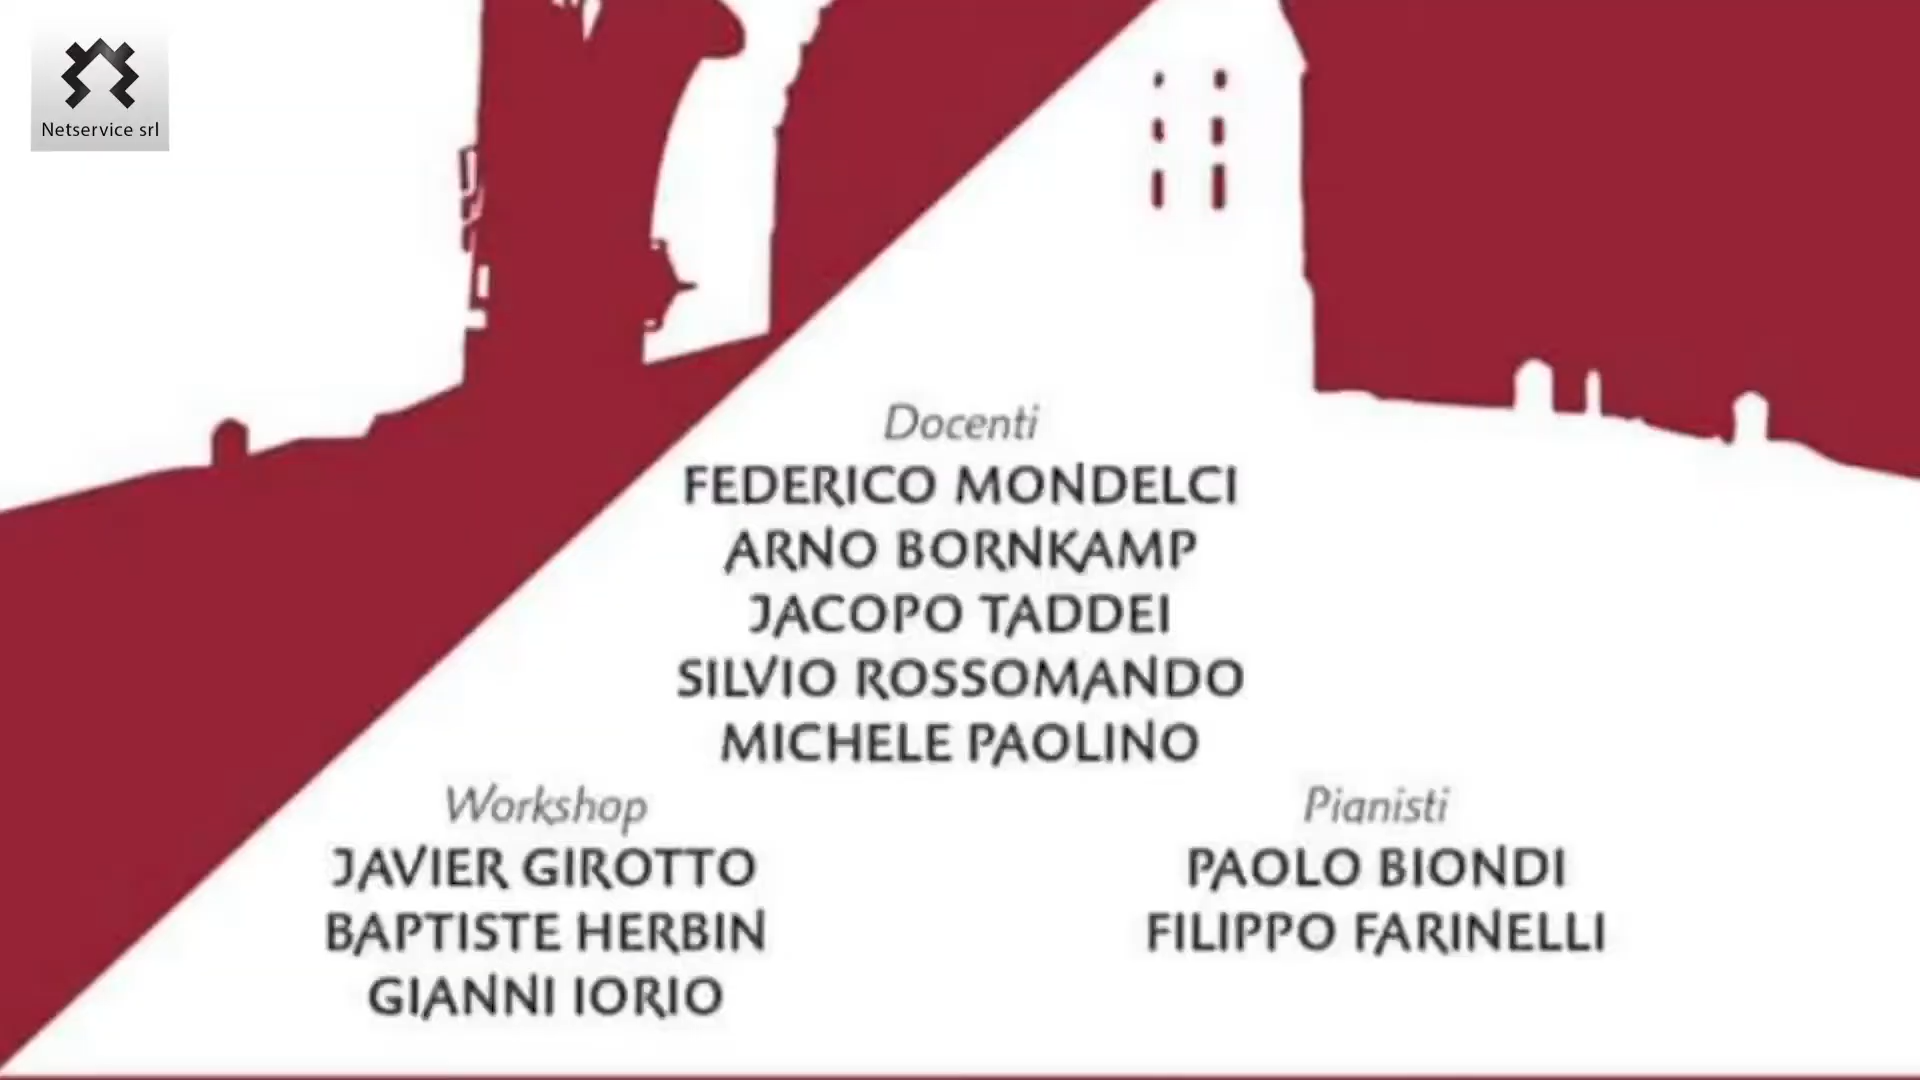 Netservice srl
Docenti
FEDERICO MONDELCI
ARNO BORNKAMP
JACOPO TADDEI
SILVIO ROSSOMANDO
MICHELE PAOLINO
Workshop
JAVIER GIROTTO
BAPTISTE HERBIN
GIANNI IORIO
Pianisti
PAOLO BIONDI
FILIPPO FARINELLI